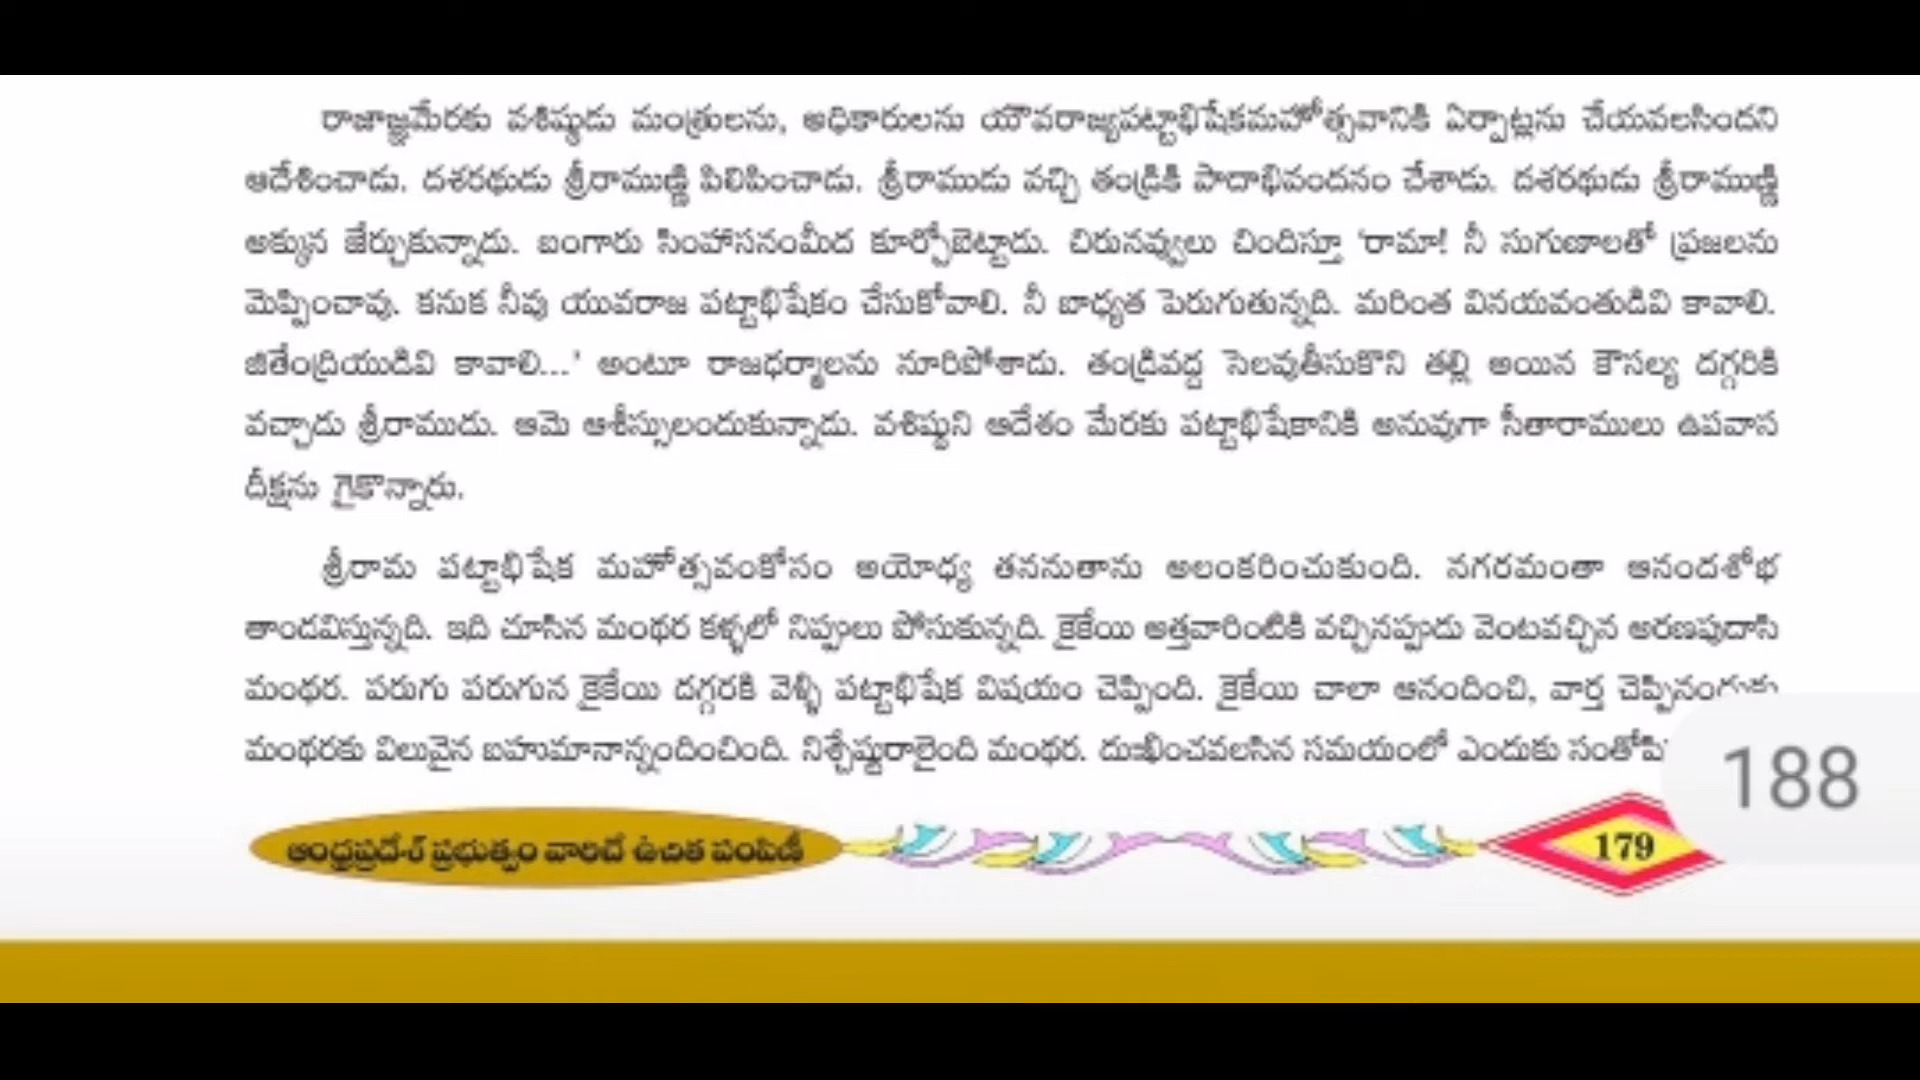 రాజాజ్ఞమేరకు వశిష్ఠుడు మంత్రులను, అధికారులను యౌవరాజ్యపట్టాభిషేకమహోత్సవానికి ఏర్పాట్లను చేయవలసిందని
ఆదేశించాడు. దశరథుడు శ్రీరాముణ్ణి పిలిపించాడు. శ్రీరాముడు వచ్చి తండ్రికి పాదాభివందనం చేశాడు. దశరథుడు శ్రీరాముణ్ణి
అక్కున జేర్చుకున్నాడు. బంగారు సింహాసనంమీద కూర్చోబెట్టాడు. చిరునవ్వులు చిందిస్తూ 'రామా! నీ సుగుణాలతో ప్రజలను
మెప్పించావు. కనుక నీవు యువరాజ పట్టాభిషేకం చేసుకోవాలి. నీ బాధ్యత పెరుగుతున్నది. మరింత వినయవంతుడివి కావాలి.
జితేంద్రియుడివి కావాలి...' అంటూ రాజధర్మాలను నూరిపోశాడు. తండ్రివద్ద సెలవుతీసుకొని తల్లి అయిన కౌసల్య దగ్గరికి
వచ్చాడు శ్రీరాముడు. ఆమె ఆశీస్సులందుకున్నాడు. వశిష్ఠుని ఆదేశం మేరకు పట్టాభిషేకానికి అనువుగా సీతారాములు ఉపవాస
దీక్షను గైకొన్నారు.
శ్రీరామ పట్టాభిషేక మహోత్సవంకోసం అయోధ్య తననుతాను అలంకరించుకుంది. నగరమంతా ఆనందశోభ
తాండవిస్తున్నది. ఇది చూసిన మంథర కళ్ళలో నిప్పులు పోసుకున్నది. కైకేయి అత్తవారింటికి వచ్చినప్పుడు వెంటవచ్చిన అరణపుదాసి
మంథర. పరుగు పరుగున కైకేయి దగ్గరకి వెళ్ళి పట్టాభిషేక విషయం చెప్పింది. కైకేయి చాలా ఆనందించి, వార్త చెప్పినందుకు
మంథరకు విలువైన బహుమానాన్నందించింది. నిశ్చేష్టురాలైంది మంథర. దుఃఖించవలసిన సమయంలో ఎందుకు
188
ఆంధ్రప్రదేశ్ ప్రభుత్వం వారిచే ఉచిత పంపిణీ
179